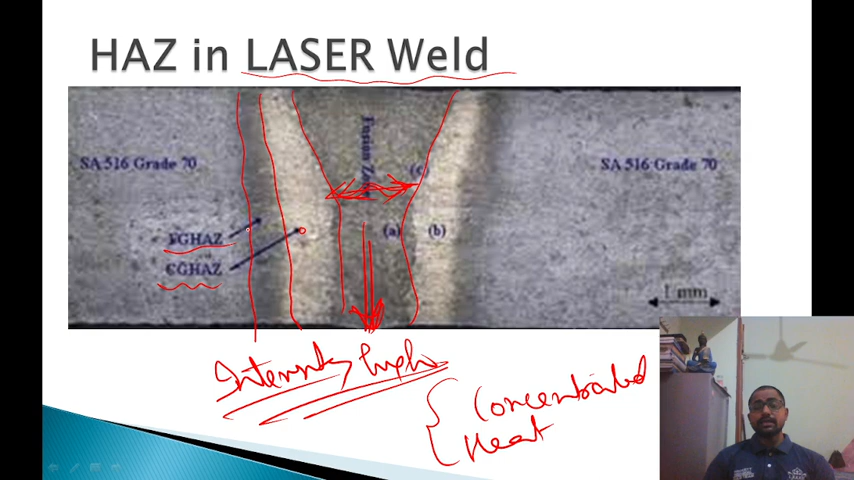 HAZ in LASER Weld
Fusion Zone
SA 516 Grade 70
SA 516 Grade 70
(c)
(a)
(b)
FGHAZ
CGHAZ
1 mm
Intensity high
Concentrated
Heat